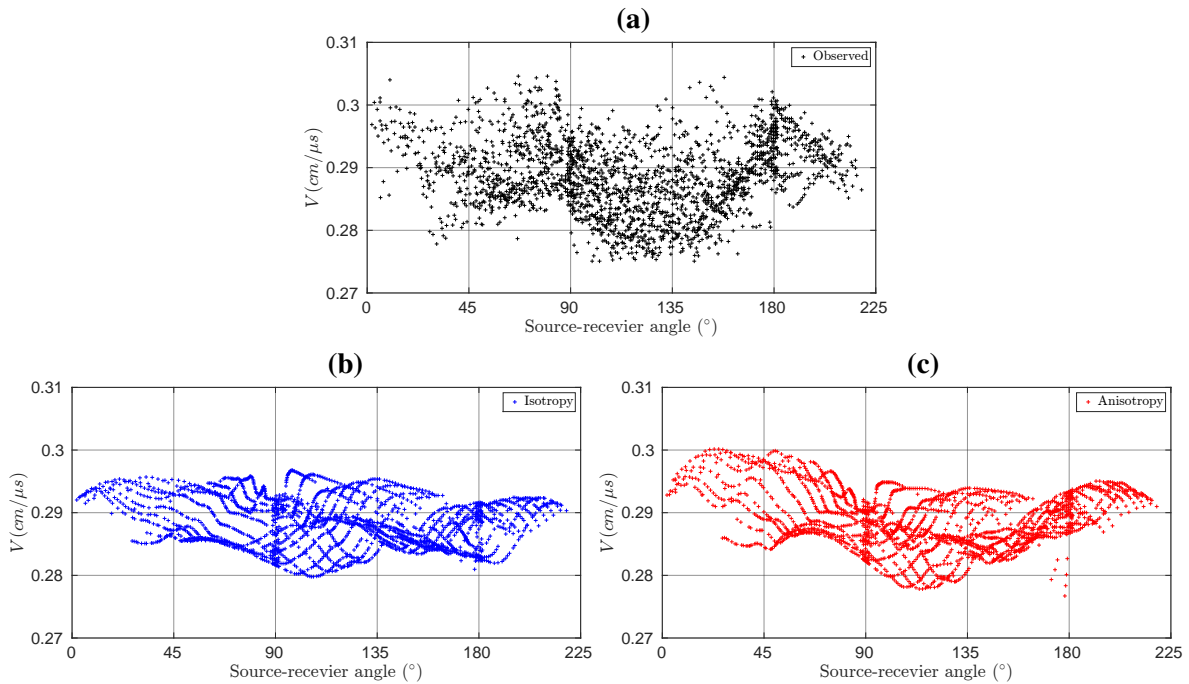 (a)
0.31
Observed
0.3
0.29
0.28
0.27
V(cm/μs)
0 45 90 135 180 225
Source-recevier angle (°)
(b)
0.31
Isotropy
0.3
0.29
0.28
0.27
V(cm/μs)
0 45 90 135 180 225
Source-recevier angle (°)
(c)
0.31
Anisotropy
0.3
0.29
0.28
0.27
V(cm/μs)
0 45 90 135 180 225
Source-recevier angle (°)